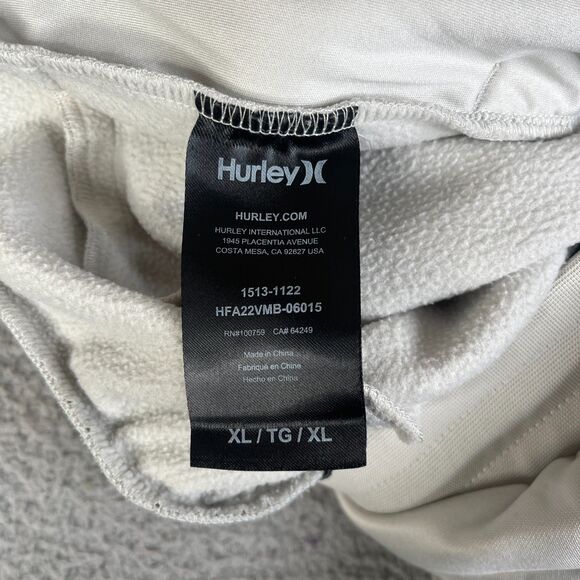 Hurley
HURLEY.COM
HURLEY INTERNATIONAL LLC
1945 PLACENTIA AVENUE
COSTA MESA, CA 92627 USA
1513-1122
HFA22VMB-06015
RN#100759 CA# 64249
Made in China
Fabriqué en Chine
Hecho en China
XL / TG / XL